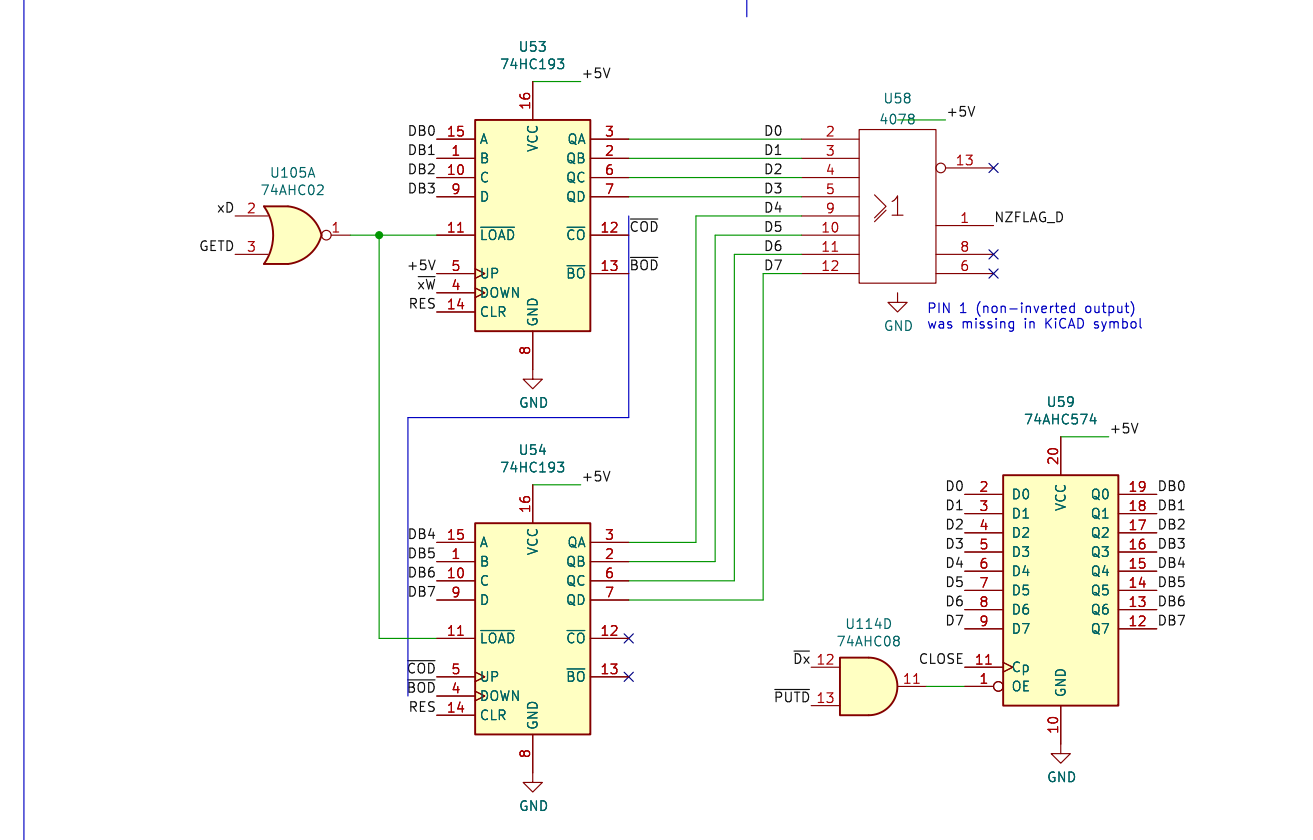 U53
74HC193
+5V
16
VCC
DB0 15 A
DB1 1 B
DB2 10 C
DB3 9 D
11 LOAD
+5V 5 UP
xW 4 DOWN
RES 14 CLR
QA 3
QB 2
QC 6
QD 7
CO 12 COD
BO 13 BOD
GND
8
GND
U105A
74AHC02
xD 2
GETD 3
1
U58
4078
+5V
D0 2
D1 3
D2 4
D3 5
D4 9
D5 10
D6 11
D7 12
≥1
13
1 NZFLAG_D
8
6
GND
PIN 1 (non-inverted output)
was missing in KiCAD symbol
U54
74HC193
+5V
16
VCC
DB4 15 A
DB5 1 B
DB6 10 C
DB7 9 D
11 LOAD
COD 5 UP
BOD 4 DOWN
RES 14 CLR
QA 3
QB 2
QC 6
QD 7
CO 12
BO 13
GND
8
GND
U59
74AHC574
+5V
20
VCC
D0 2 D0
D1 3 D1
D2 4 D2
D3 5 D3
D4 6 D4
D5 7 D5
D6 8 D6
D7 9 D7
CLOSE 11 Cp
1 OE
Q0 19 DB0
Q1 18 DB1
Q2 17 DB2
Q3 16 DB3
Q4 15 DB4
Q5 14 DB5
Q6 13 DB6
Q7 12 DB7
GND
10
GND
U114D
74AHC08
Dx 12
PUTD 13
11